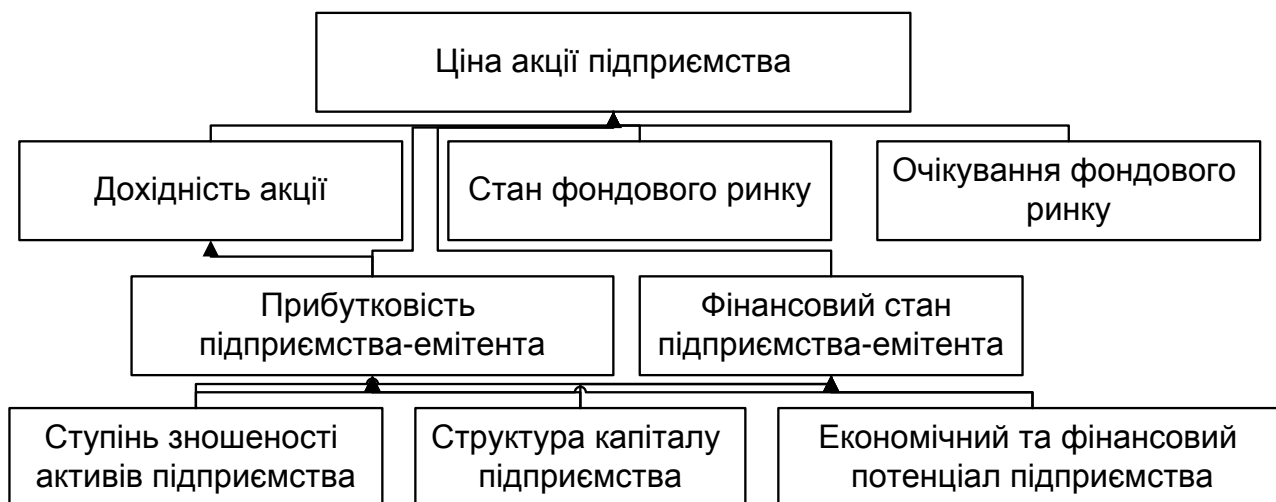 Ціна акції підприємства
Дохідність акції
Стан фондового ринку
Очікування фондового
ринку
Прибутковість
підприємства-емітента
Фінансовий стан
підприємства-емітента
Ступінь зношеності
активів підприємства
Структура капіталу
підприємства
Економічний та фінансовий
потенціал підприємства